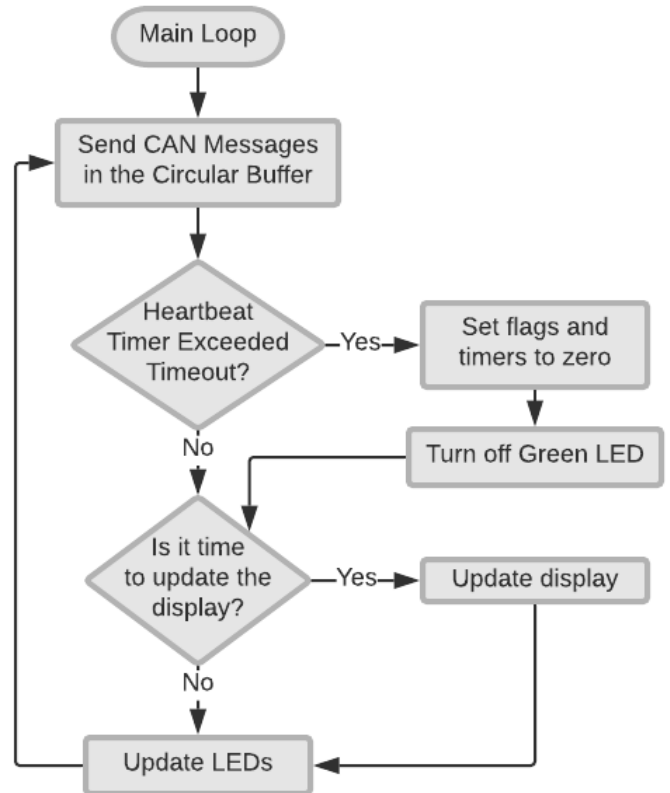 Main Loop
Send CAN Messages
in the Circular Buffer
Heartbeat
Timer Exceeded
Timeout?
Yes
Set flags and
timers to zero
Turn off Green LED
No
Is it time
to update the
display?
Yes
Update display
No
Update LEDs